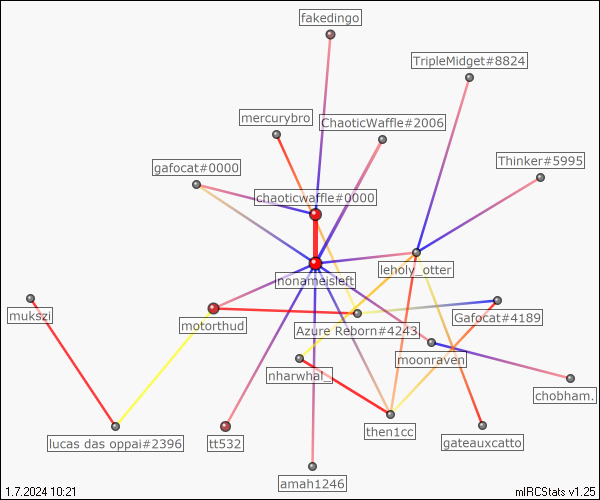 fakedingo
TripleMidget#8824
mercurybro
ChaoticWaffle#2006
gafocat#0000
Thinker#5995
chaoticwaffle#0000
nonameisleft
leholy_otter
mukszi
motorthud
Azure Reborn#4243
Gafocat#4189
moonraven
nharwhal_
chobham.
lucas das oppai#2396
tt532
then1cc
gateauxcatto
amah1246
1.7.2024 10:21
mIRCStats v1.25